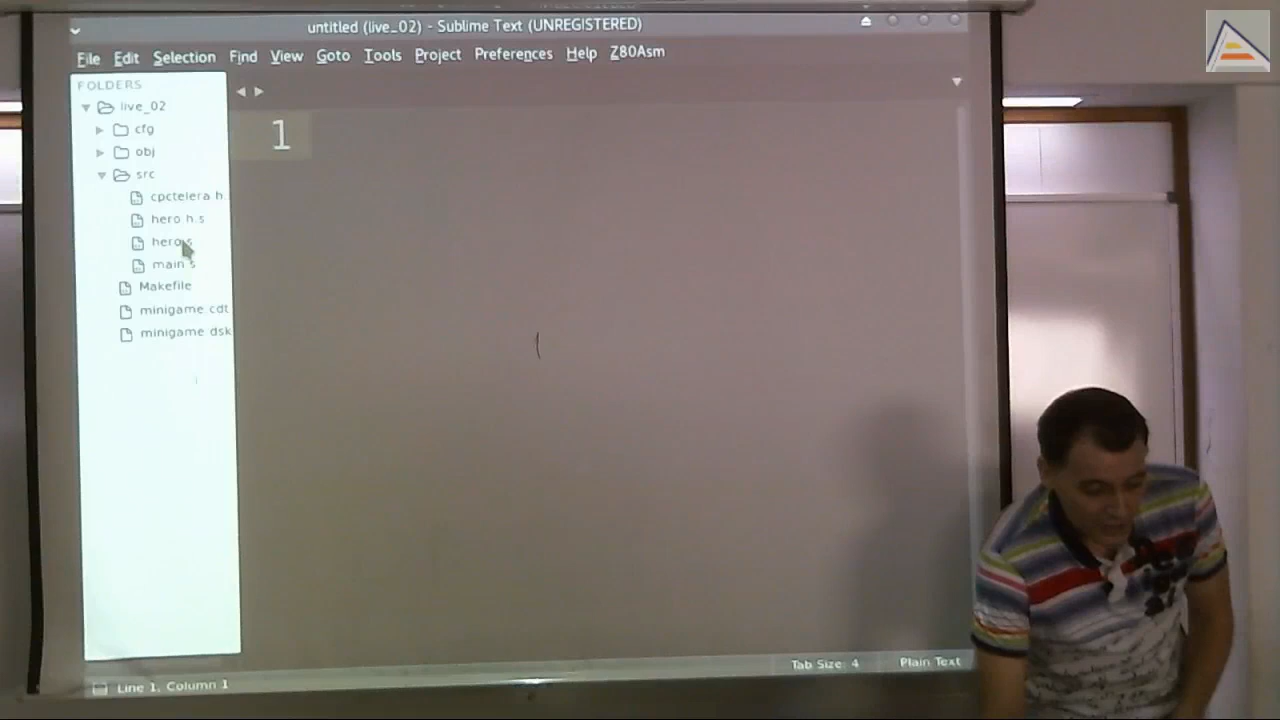 untitled (live_02) - Sublime Text (UNREGISTERED)
File Edit Selection Find View Goto Tools Project Preferences Help Z80Asm
FOLDERS
live_02
cfg
obj
src
cpctelera.h.
hero.h.s
hero.s
main.s
Makefile
minigame.cdt
minigame.dsk
1
Line 1, Column 1
Tab Size: 4
Plain Text